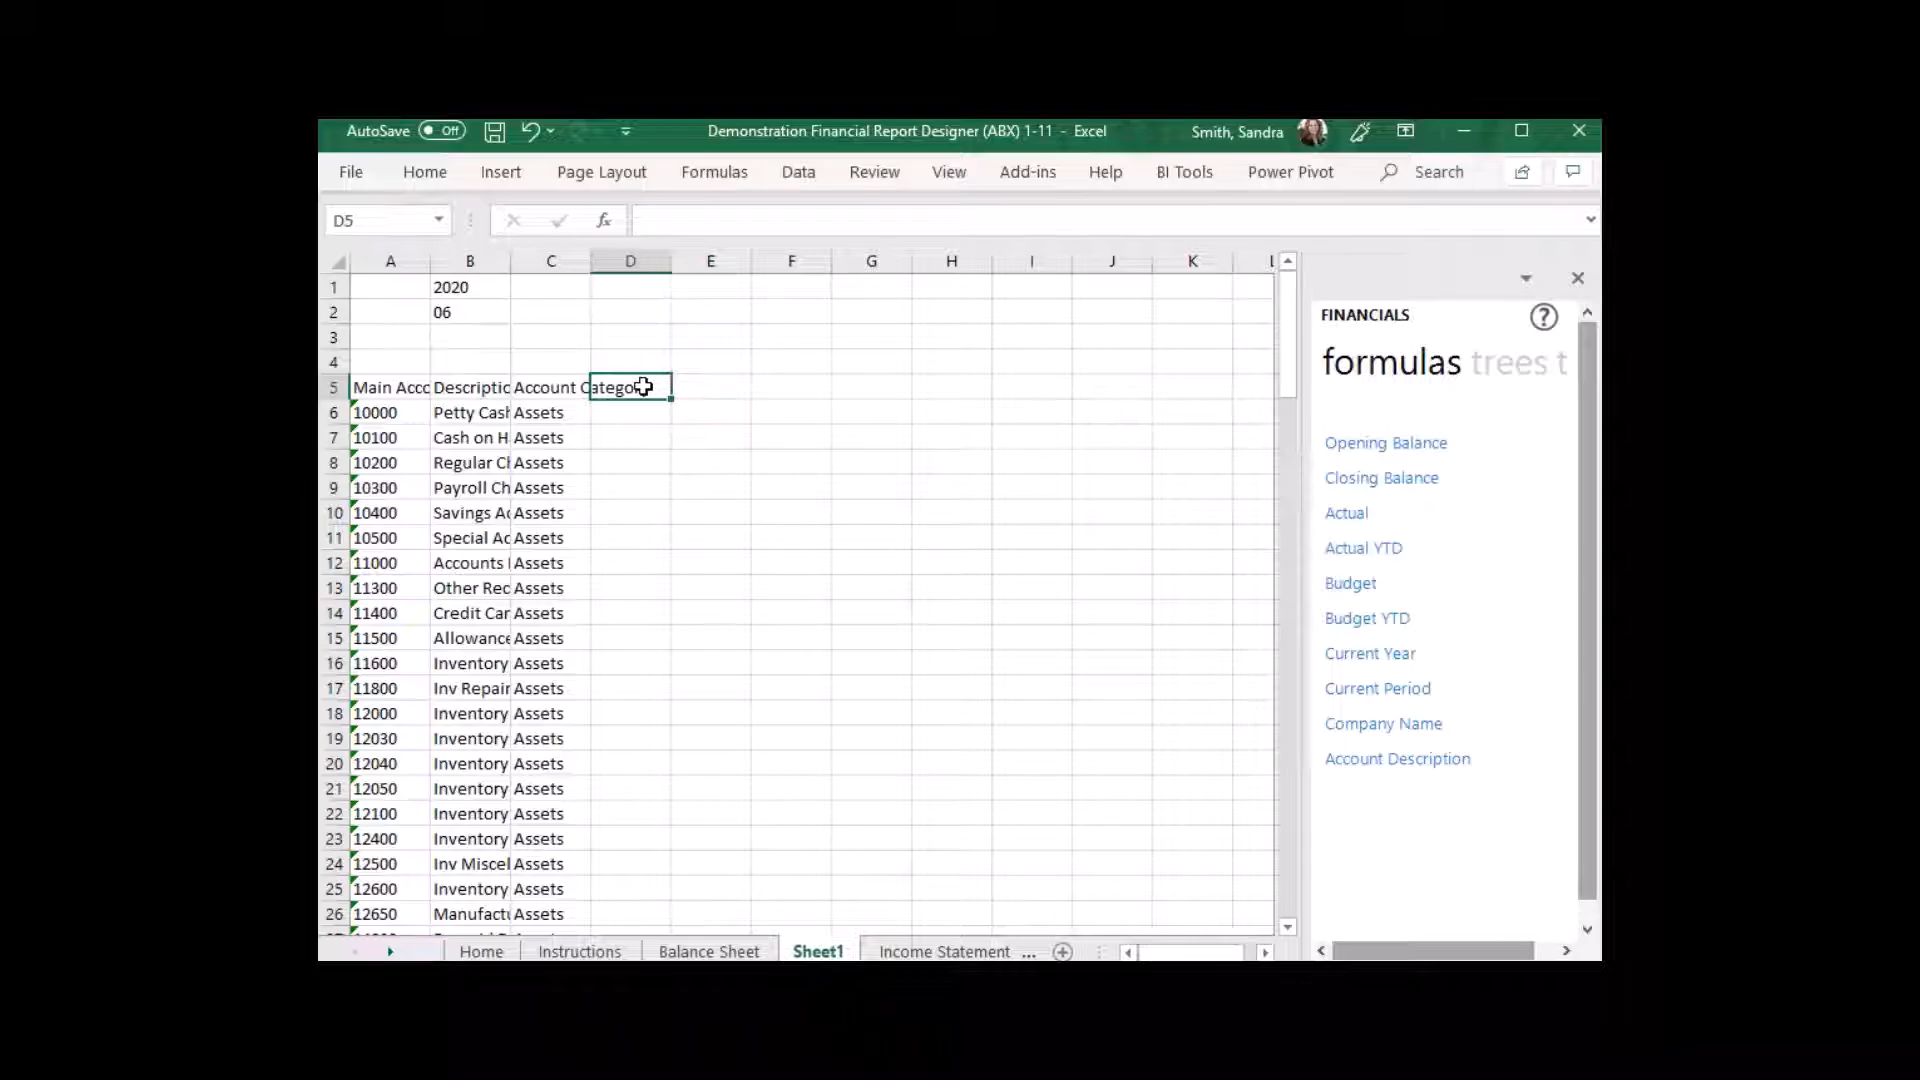 AutoSave Off Demonstration Financial Report Designer (ABX) 1-11 - Excel Smith, Sandra
File Home Insert Page Layout Formulas Data Review View Add-ins Help BI Tools Power Pivot Search
D5 fx
A B C D E F G H I J K L
1 2020
2 06
3
4
5 Main Acco Descriptio Account Catego
6 10000 Petty Cash Assets
7 10100 Cash on H Assets
8 10200 Regular Ch Assets
9 10300 Payroll Ch Assets
10 10400 Savings Ac Assets
11 10500 Special Ac Assets
12 11000 Accounts Assets
13 11300 Other Rec Assets
14 11400 Credit Car Assets
15 11500 Allowance Assets
16 11600 Inventory Assets
17 11800 Inv Repair Assets
18 12000 Inventory Assets
19 12030 Inventory Assets
20 12040 Inventory Assets
21 12050 Inventory Assets
22 12100 Inventory Assets
23 12400 Inventory Assets
24 12500 Inv Miscel Assets
25 12600 Inventory Assets
26 12650 Manufactu Assets
Home Instructions Balance Sheet Sheet1 Income Statement ...
FINANCIALS ?
formulas trees t
Opening Balance
Closing Balance
Actual
Actual YTD
Budget
Budget YTD
Current Year
Current Period
Company Name
Account Description